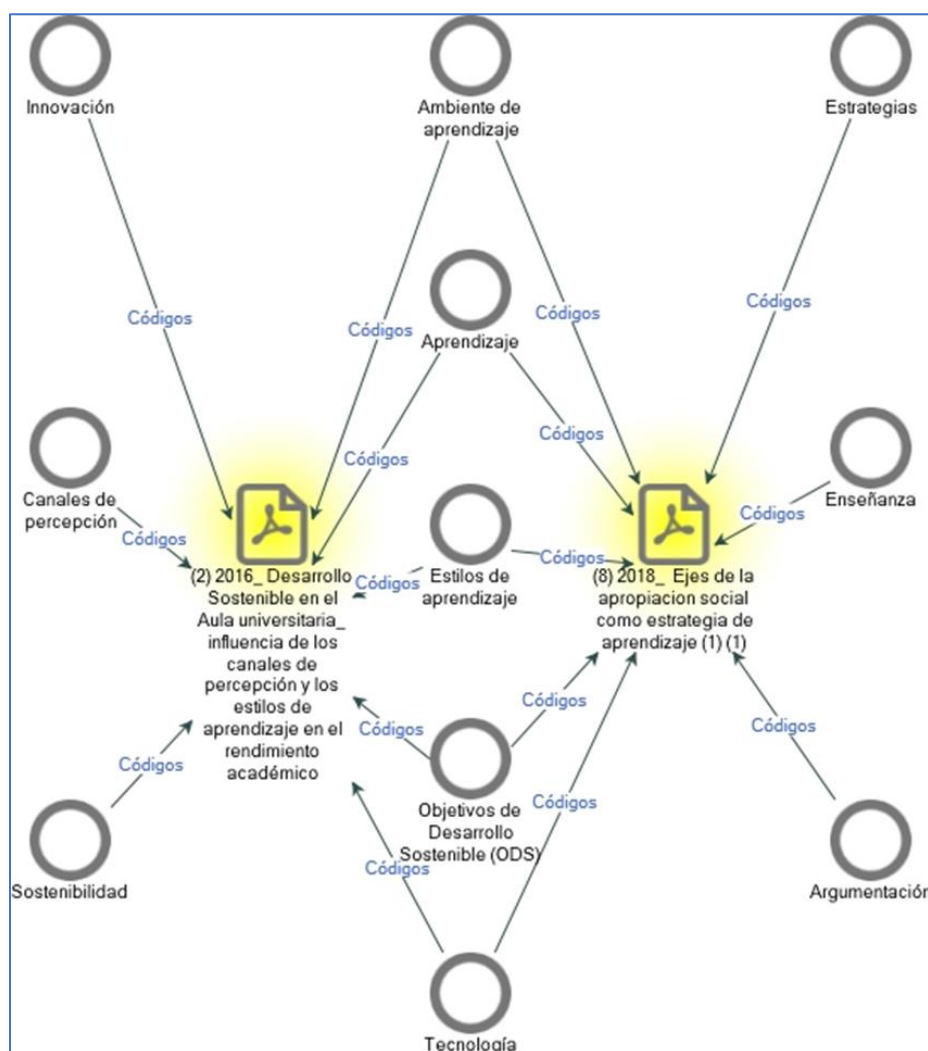 Innovación
Ambiente de
aprendizaje
Estrategias
Códigos
Códigos
Códigos
Códigos
Aprendizaje
Códigos
Códigos
Canales de
percepción
Códigos
Enseñanza
Códigos
(2) 2016_ Desarrollo
Sostenible en el
Aula universitaria_
influencia de los
canales de
percepción y los
estilos de
aprendizaje en el
rendimiento
académico
Códigos
Estilos de
aprendizaje
Códigos
(8) 2018_ Ejes de la
apropiacion social
como estrategia de
aprendizaje (1) (1)
Códigos
Sostenibilidad
Códigos
Códigos
Objetivos de
Desarrollo
Sostenible (ODS)
Códigos
Códigos
Argumentación
Códigos
Códigos
Tecnología